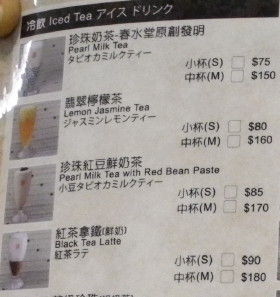 冷飲 Iced Tea アイス ドリンク
珍珠奶茶-春水堂原創發明
Pearl Milk Tea
タピオカミルクティー
小杯(S) $75
中杯(M) $150
翡翠檸檬茶
Lemon Jasmine Tea
ジャスミンレモンティー
小杯(S) $80
中杯(M) $160
珍珠紅豆鮮奶茶
Pearl Milk Tea with Red Bean Paste
小豆タピオカミルクティー
小杯(S) $85
中杯(M) $170
紅茶拿鐵(鮮奶)
Black Tea Latte
紅茶ラテ
小杯(S) $90
中杯(M) $180